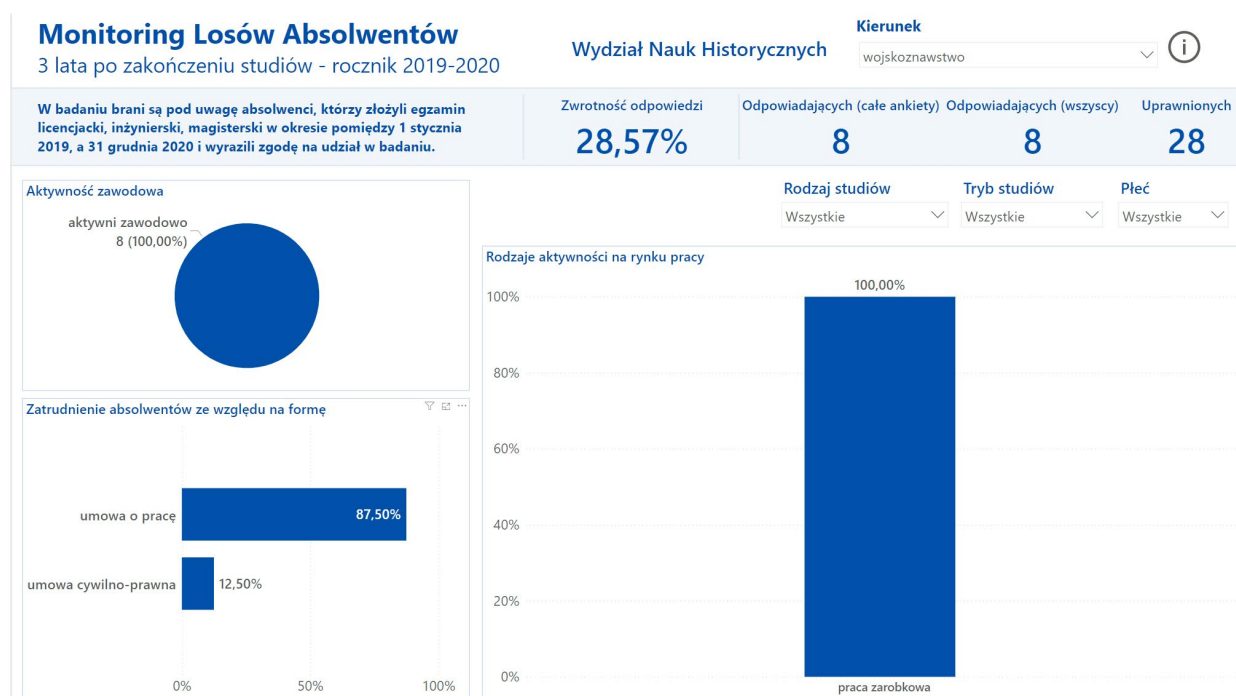 Monitoring Losów Absolwentów
3 lata po zakończeniu studiów - rocznik 2019-2020
Wydział Nauk Historycznych
Kierunek
wojskoznawstwo
i
W badaniu brani są pod uwagę absolwenci, którzy złożyli egzamin
licencjacki, inżynierski, magisterski w okresie pomiędzy 1 stycznia
2019, a 31 grudnia 2020 i wyrazili zgodę na udział w badaniu.
Zwrotność odpowiedzi
28,57%
Odpowiadających (całe ankiety)
8
Odpowiadających (wszyscy)
8
Uprawnionych
28
Aktywność zawodowa
aktywni zawodowo
8 (100,00%)
Rodzaj studiów
Wszystkie
Tryb studiów
Wszystkie
Płeć
Wszystkie
Zatrudnienie absolwentów ze względu na formę
umowa o pracę
87,50%
umowa cywilno-prawna
12,50%
0% 50% 100%
Rodzaje aktywności na rynku pracy
100,00%
100%
80%
60%
40%
20%
0%
praca zarobkowa